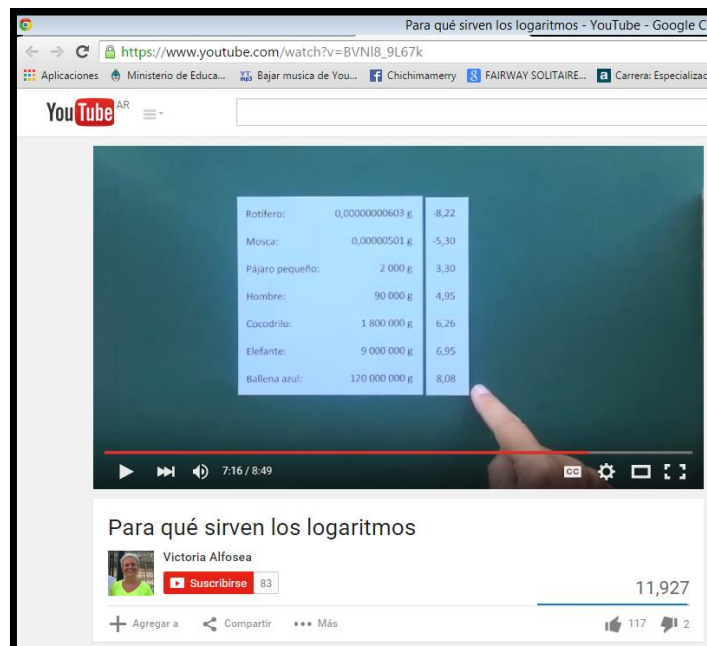 Para qué sirven los logaritmos - YouTube - Google C
https://www.youtube.com/watch?v=BVNl8_9L67k
Aplicaciones Ministerio de Educa... Bajar musica de You... Chichimamerry FAIRWAY SOLITAIRE... Carrera: Especializac
YouTube AR
Rotífero: 0,00000000603 g -8,22
Mosca: 0,00000501 g -5,30
Pájaro pequeño: 2 000 g 3,30
Hombre: 90 000 g 4,95
Cocodrilo: 1 800 000 g 6,26
Elefante: 9 000 000 g 6,95
Ballena azul: 120 000 000 g 8,08
7:16 / 8:49 CC
Para qué sirven los logaritmos
Victoria Alfosea
Suscribirse 83
11,927
Agregar a Compartir Más 117 2